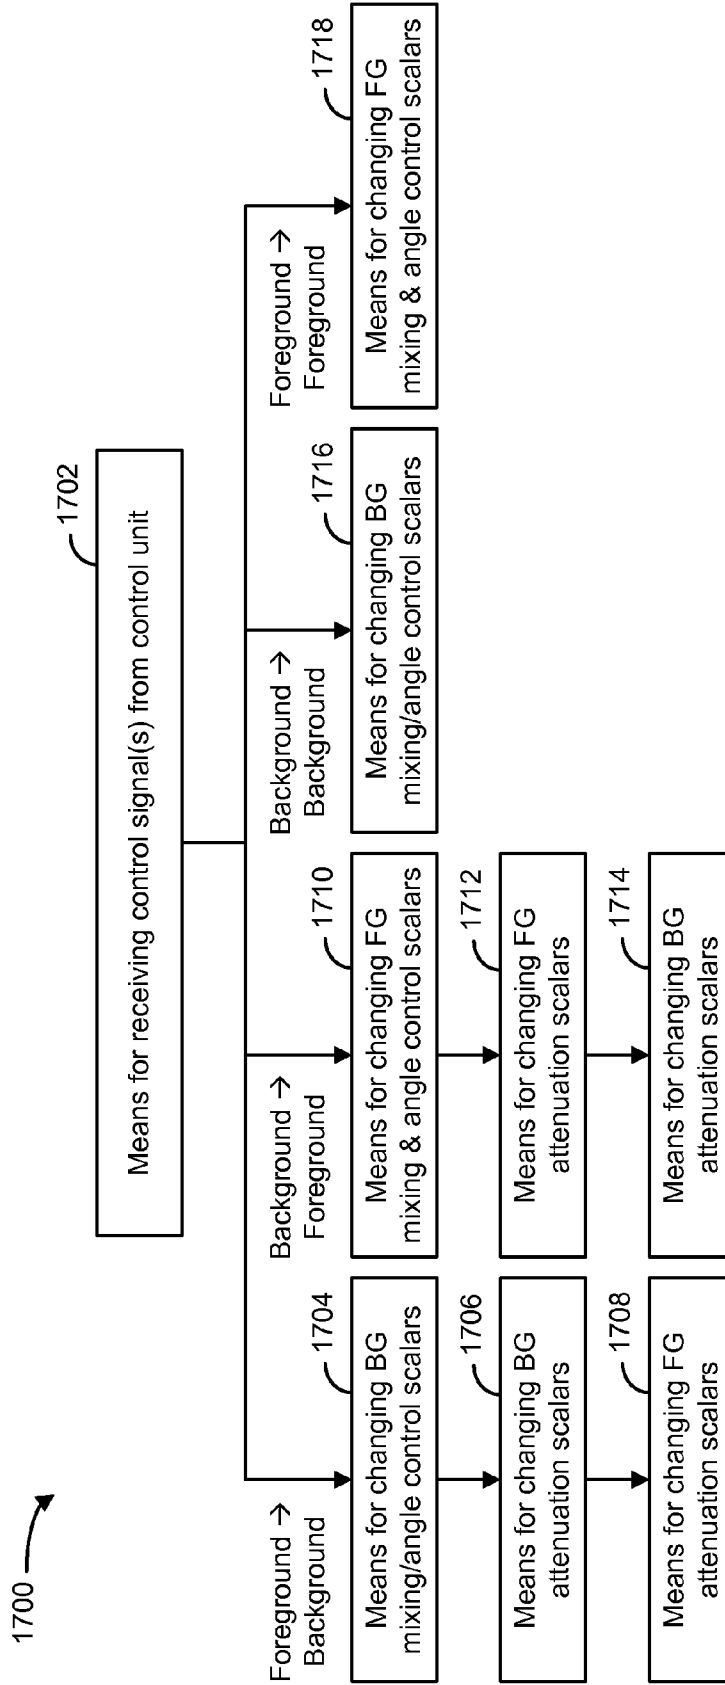 1700
1702
Means for receiving control signal(s) from control unit
Foreground →
Background
1704
Means for changing BG
mixing/angle control scalars
1706
Means for changing BG
attenuation scalars
1708
Means for changing FG
attenuation scalars
Background →
Foreground
1710
Means for changing FG
mixing & angle control scalars
1712
Means for changing FG
attenuation scalars
1714
Means for changing BG
attenuation scalars
Background →
Background
1716
Means for changing BG
mixing/angle control scalars
Foreground →
Foreground
1718
Means for changing FG
mixing & angle control scalars